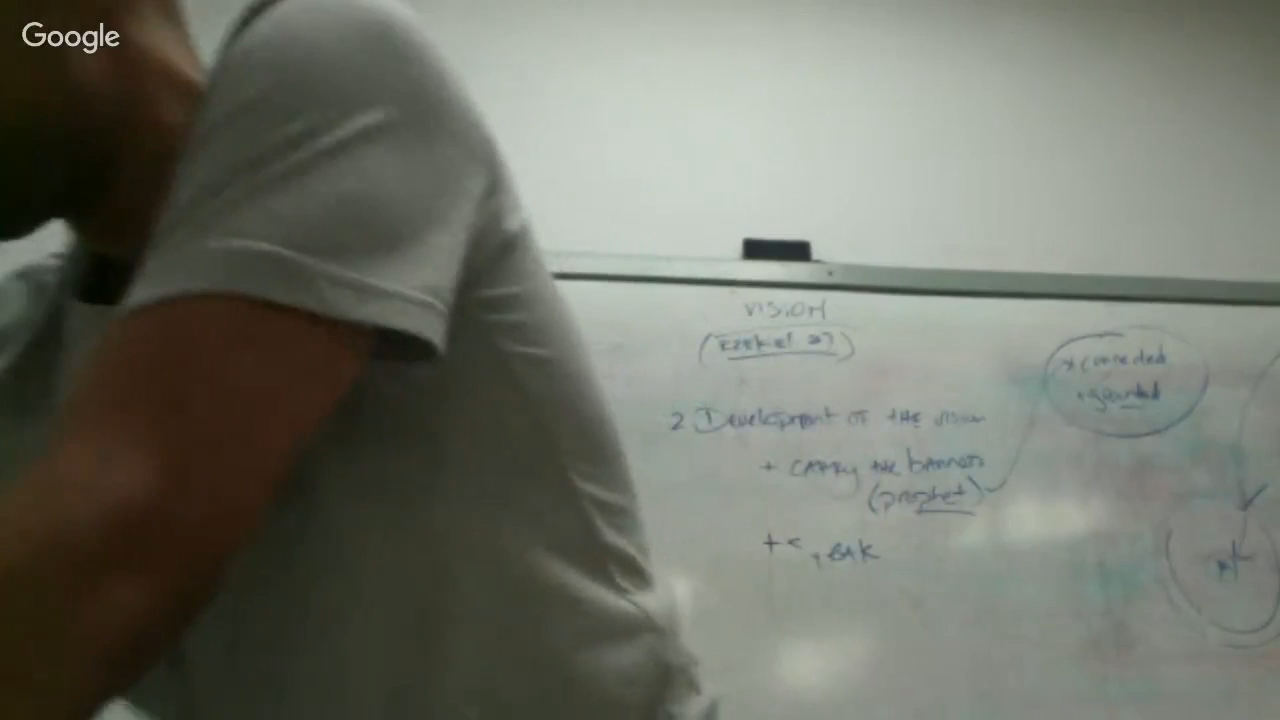 Google
VISION
(EZEKIEL 37)
2 Development OF THE vision
+ CARRY THE banner
(prophet)
+ connected
+ grounded
+